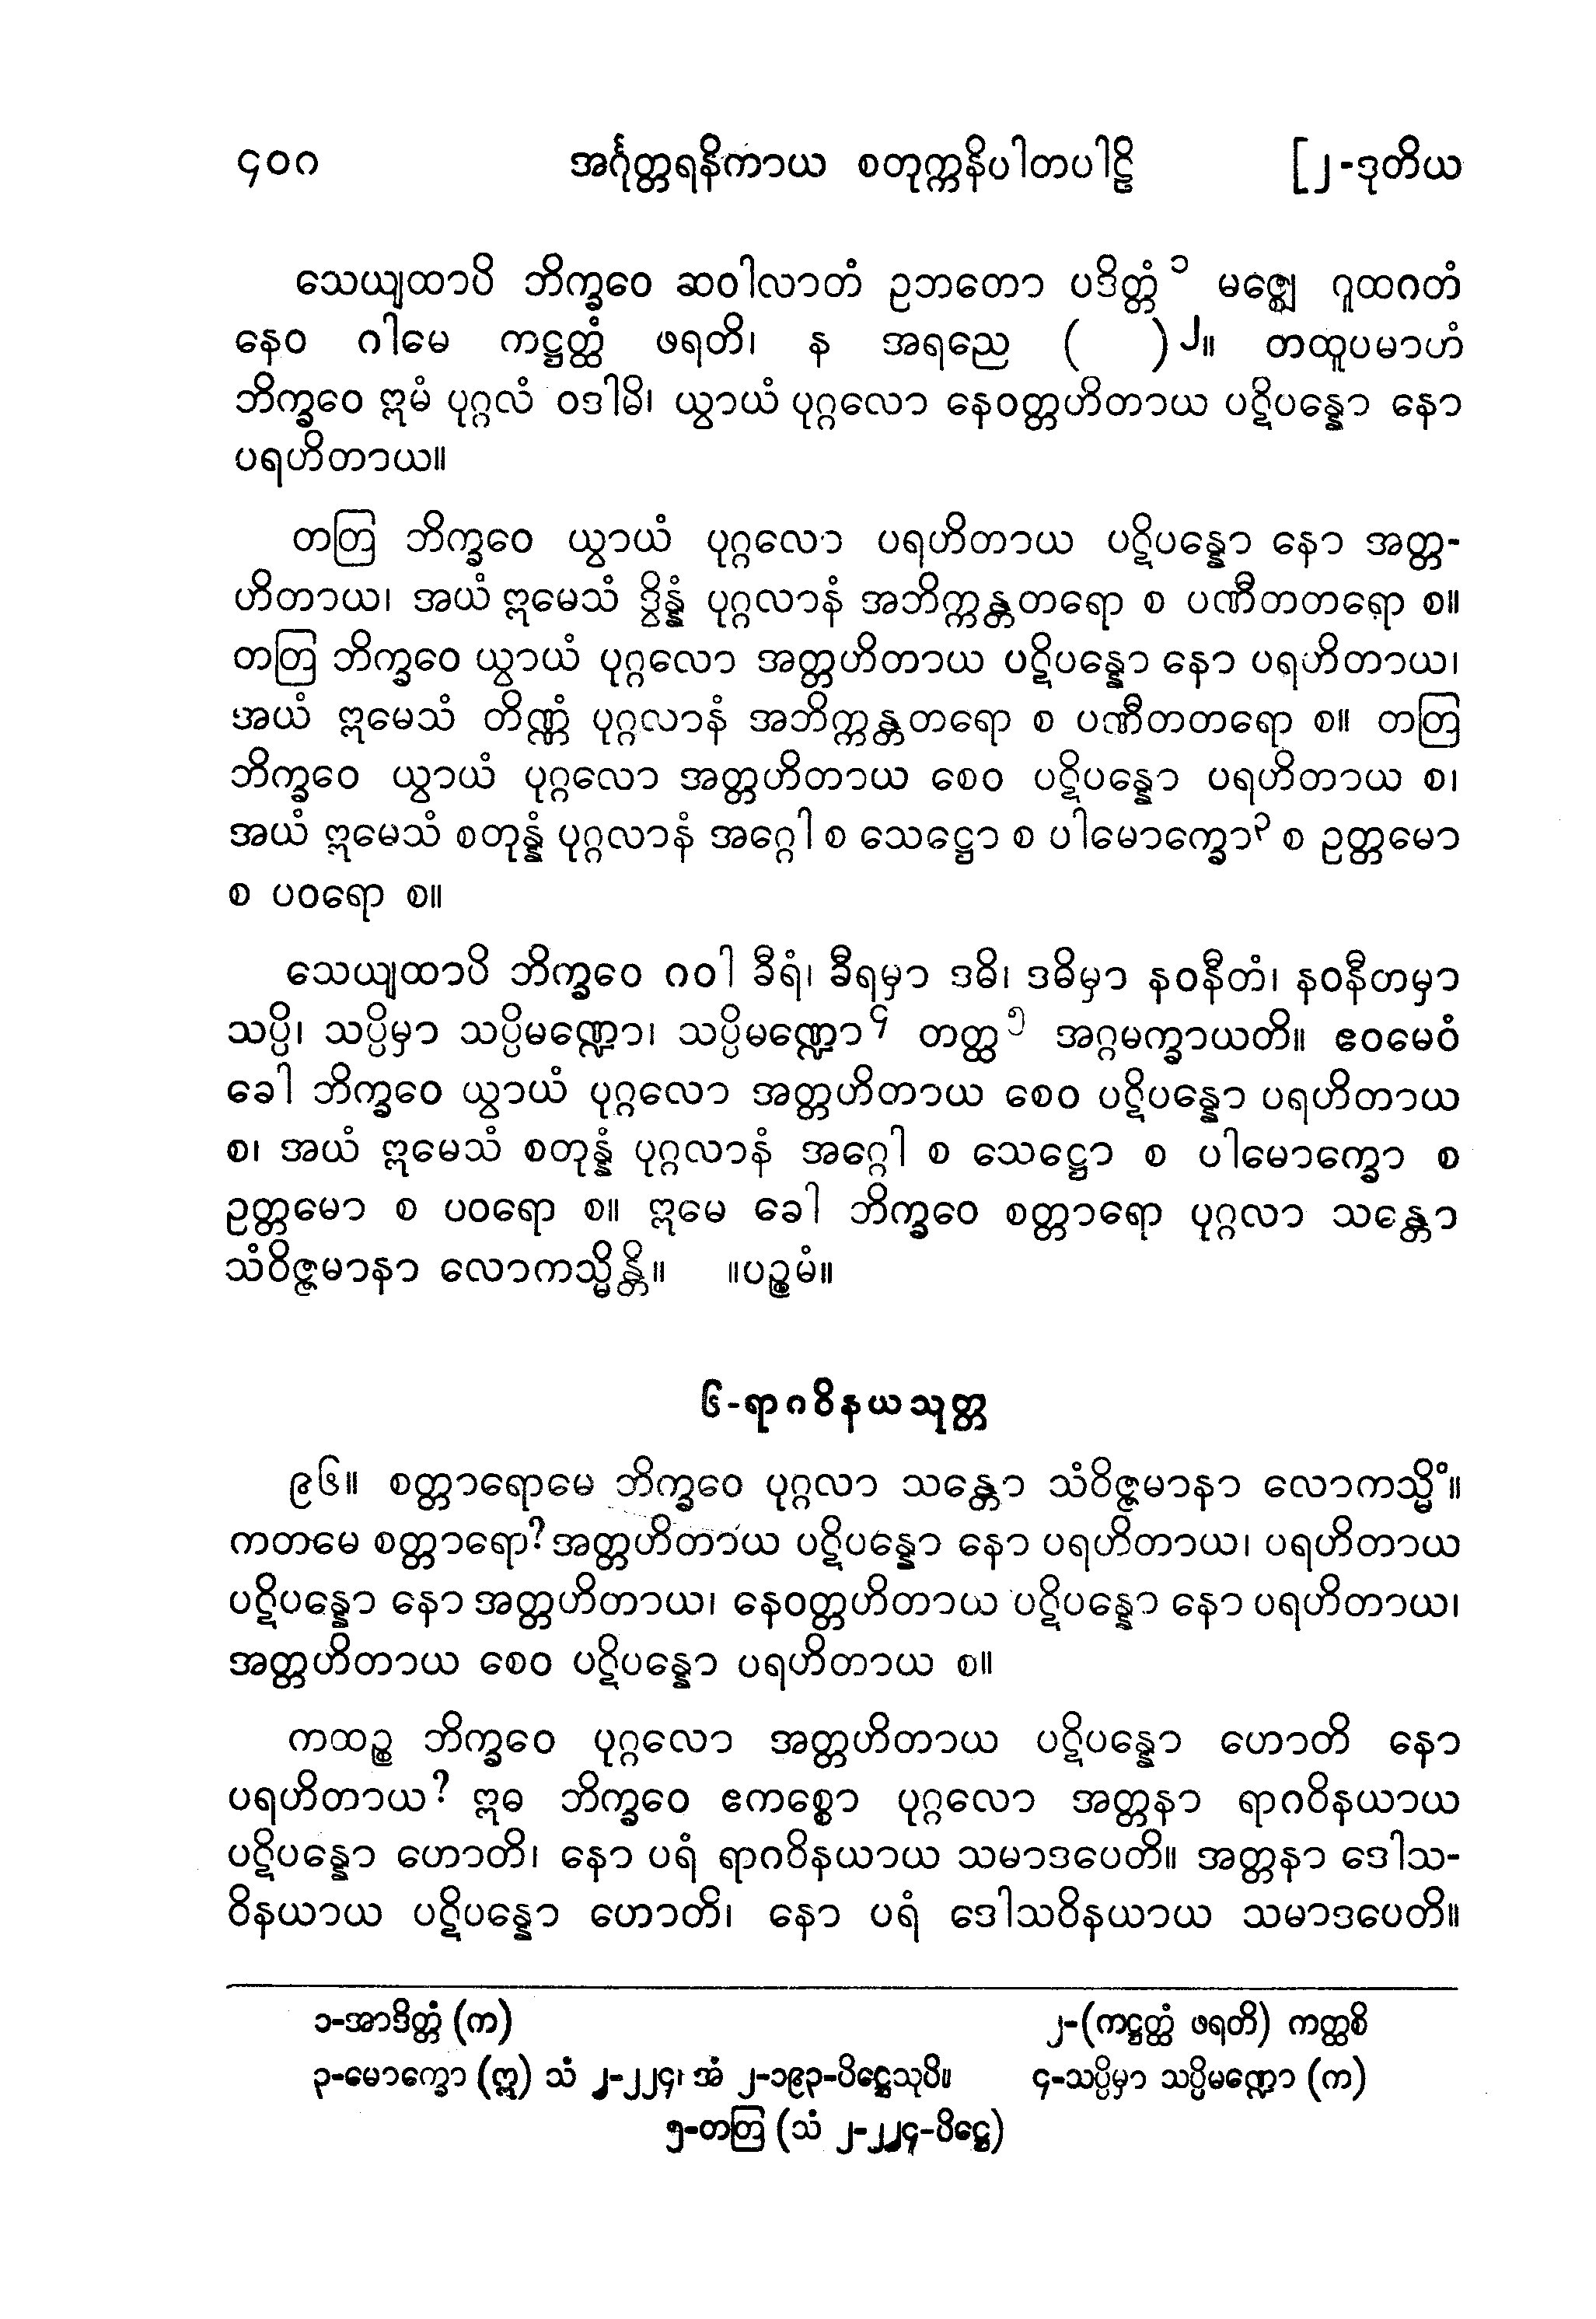 ၄၀၈ အင်္ဂုတ္တရနိကာယ စတုက္ကနိပါတပါဠိ [၂-ဒုတိယ
သေယျထာပိ ဘိက္ခဝေ ဆဝါလာတံ ဥဘတော ပဒိတ္တံ ၁ မဇ္ဈေ ဂူထဂတံ
နေဝ ဂါမေ ကဋ္ဌတ္ထံ ဖရတိ၊ န အရညေ ( ) ၂။ တထူပမာဟံ
ဘိက္ခဝေ ဣမံ ပုဂ္ဂလံ ဝဒါမိ၊ ယွာယံ ပုဂ္ဂလော နေဝတ္တဟိတာယ ပဋိပန္နော နော
ပရဟိတာယ။
တတြ ဘိက္ခဝေ ယွာယံ ပုဂ္ဂလော ပရဟိတာယ ပဋိပန္နော နော အတ္တ-
ဟိတာယ၊ အယံ ဣမေသံ ဒွိန္နံ ပုဂ္ဂလာနံ အဘိက္ကန္တတရော စ ပဏီတတရော စ။
တတြ ဘိက္ခဝေ ယွာယံ ပုဂ္ဂလော အတ္တဟိတာယ ပဋိပန္နော နော ပရဟိတာယ၊
အယံ ဣမေသံ တိဏ္ဏံ ပုဂ္ဂလာနံ အဘိက္ကန္တတရော စ ပဏီတတရော စ။ တတြ
ဘိက္ခဝေ ယွာယံ ပုဂ္ဂလော အတ္တဟိတာယ စေဝ ပဋိပန္နော ပရဟိတာယ စ၊
အယံ ဣမေသံ စတုန္နံ ပုဂ္ဂလာနံ အဂ္ဂေါ စ သေဋ္ဌော စ ပါမောက္ခော၃ စ ဥတ္တမော
စ ပဝရော စ။
သေယျထာပိ ဘိက္ခဝေ ဂဝါ ခီရံ၊ ခီရမှာ ဒဓိ၊ ဒဓိမှာ နဝနီတံ၊ နဝနီတမှာ
သပ္ပိ၊ သပ္ပိမှာ သပ္ပိမဏ္ဍော၊ သပ္ပိမဏ္ဍော ၄ တတ္ထ ၅ အဂ္ဂမက္ခာယတိ။ ဧဝမေဝံ
ခေါ ဘိက္ခဝေ ယွာယံ ပုဂ္ဂလော အတ္တဟိတာယ စေဝ ပဋိပန္နော ပရဟိတာယ
စ၊ အယံ ဣမေသံ စတုန္နံ ပုဂ္ဂလာနံ အဂ္ဂေါ စ သေဋ္ဌော စ ပါမောက္ခော စ
ဥတ္တမော စ ပဝရော စ။ ဣမေ ခေါ ဘိက္ခဝေ စတ္တာရော ပုဂ္ဂလာ သန္တော
သံဝိဇ္ဇမာနာ လောကသ္မိန္တိ။ ။ပဉ္စမံ။
၆-ရာဂဝိနယသုတ္တ
၉၆။ စတ္တာရောမေ ဘိက္ခဝေ ပုဂ္ဂလာ သန္တော သံဝိဇ္ဇမာနာ လောကသ္မိံ။
ကတမေ စတ္တာရော? အတ္တဟိတာယ ပဋိပန္နော နော ပရဟိတာယ၊ ပရဟိတာယ
ပဋိပန္နော နော အတ္တဟိတာယ၊ နေဝတ္တဟိတာယ ပဋိပန္နော နော ပရဟိတာယ၊
အတ္တဟိတာယ စေဝ ပဋိပန္နော ပရဟိတာယ စ။
ကထဉ္စ ဘိက္ခဝေ ပုဂ္ဂလော အတ္တဟိတာယ ပဋိပန္နော ဟောတိ နော
ပရဟိတာယ? ဣဓ ဘိက္ခဝေ ဧကစ္စော ပုဂ္ဂလော အတ္တနာ ရာဂဝိနယာယ
ပဋိပန္နော ဟောတိ၊ နော ပရံ ရာဂဝိနယာယ သမာဒပေတိ။ အတ္တနာ ဒေါသ-
ဝိနယာယ ပဋိပန္နော ဟောတိ၊ နော ပရံ ဒေါသဝိနယာယ သမာဒပေတိ။
၁-အာဒိတ္တံ (က) ၂-(ကဋ္ဌတ္ထံ ဖရတိ) ကတ္ထစိ
၃-မောက္ခော (ဣ) သံ ၂-၂၂၄၊ အံ ၂-၁၉၃-ပိဋ္ဌေသုပိ။ ၄-သပ္ပိမှာ သပ္ပိမဏ္ဍော (က)
၅-တတြ (သံ ၂-၂၂၄-ပိဋ္ဌေ)